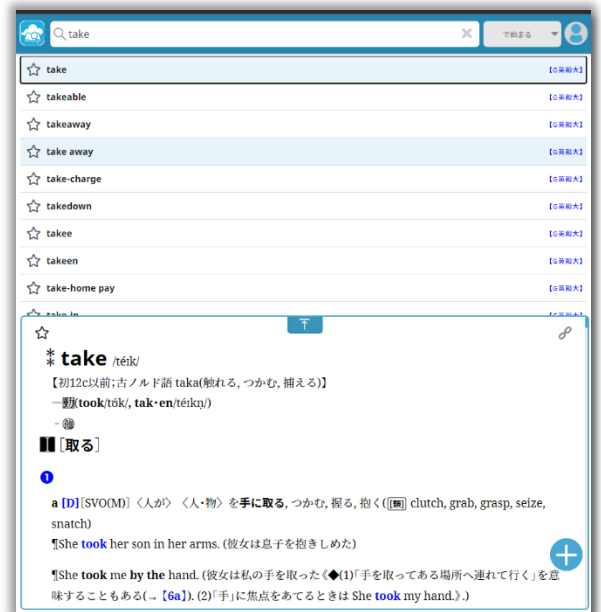 take
で始まる
take 【G英和大】
takeable 【G英和大】
takeaway 【G英和大】
take away 【G英和大】
take-charge 【G英和大】
takedown 【G英和大】
takee 【G英和大】
takeen 【G英和大】
take-home pay 【G英和大】
take-in 【G英和大】
⁑ take /téɪk/
【初12c以前;古ノルド語 taka(触れる, つかむ, 捕える)】
—動(took/tʊ́k/, tak・en/téɪkn̩/)
- 他
[取る]
❶
a [D][SVO(M)]〈人が〉〈人・物〉を手に取る, つかむ, 握る, 抱く([類] clutch, grab, grasp, seize,
snatch)
¶She took her son in her arms. (彼女は息子を抱きしめた)
¶She took me by the hand. (彼女は私の手を取った《◆(1)「手を取ってある場所へ連れて行く」を意
味することもある(→【6a】). (2)「手」に焦点をあてるときは She took my hand.》.)